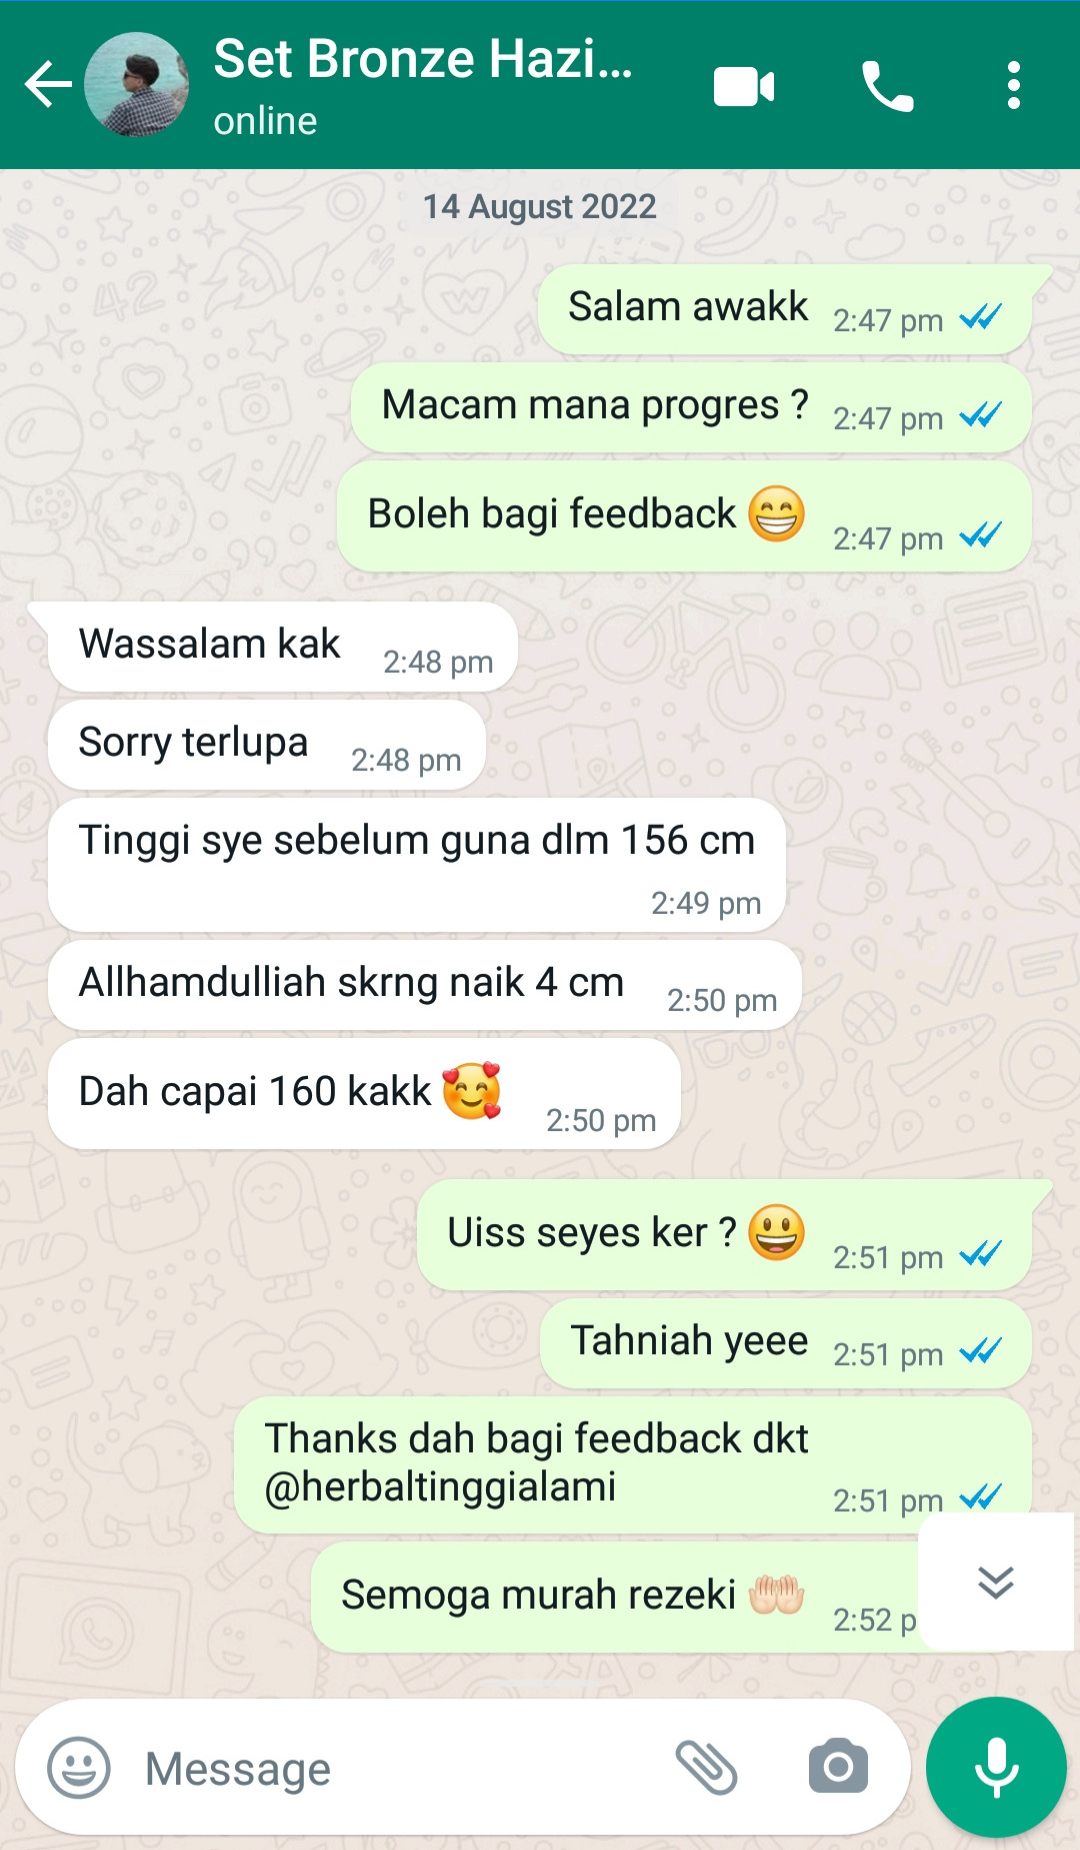 Set Bronze Hazi...
online
14 August 2022
Salam awakk 2:47 pm
Macam mana progres ? 2:47 pm
Boleh bagi feedback 😁 2:47 pm
Wassalam kak 2:48 pm
Sorry terlupa 2:48 pm
Tinggi sye sebelum guna dlm 156 cm
2:49 pm
Allhamdulliah skrng naik 4 cm 2:50 pm
Dah capai 160 kakk 🥰 2:50 pm
Uiss seyes ker ? 😃 2:51 pm
Tahniah yeee 2:51 pm
Thanks dah bagi feedback dkt
@herbaltinggialami 2:51 pm
Semoga murah rezeki 🤲🏻 2:52 p
Message